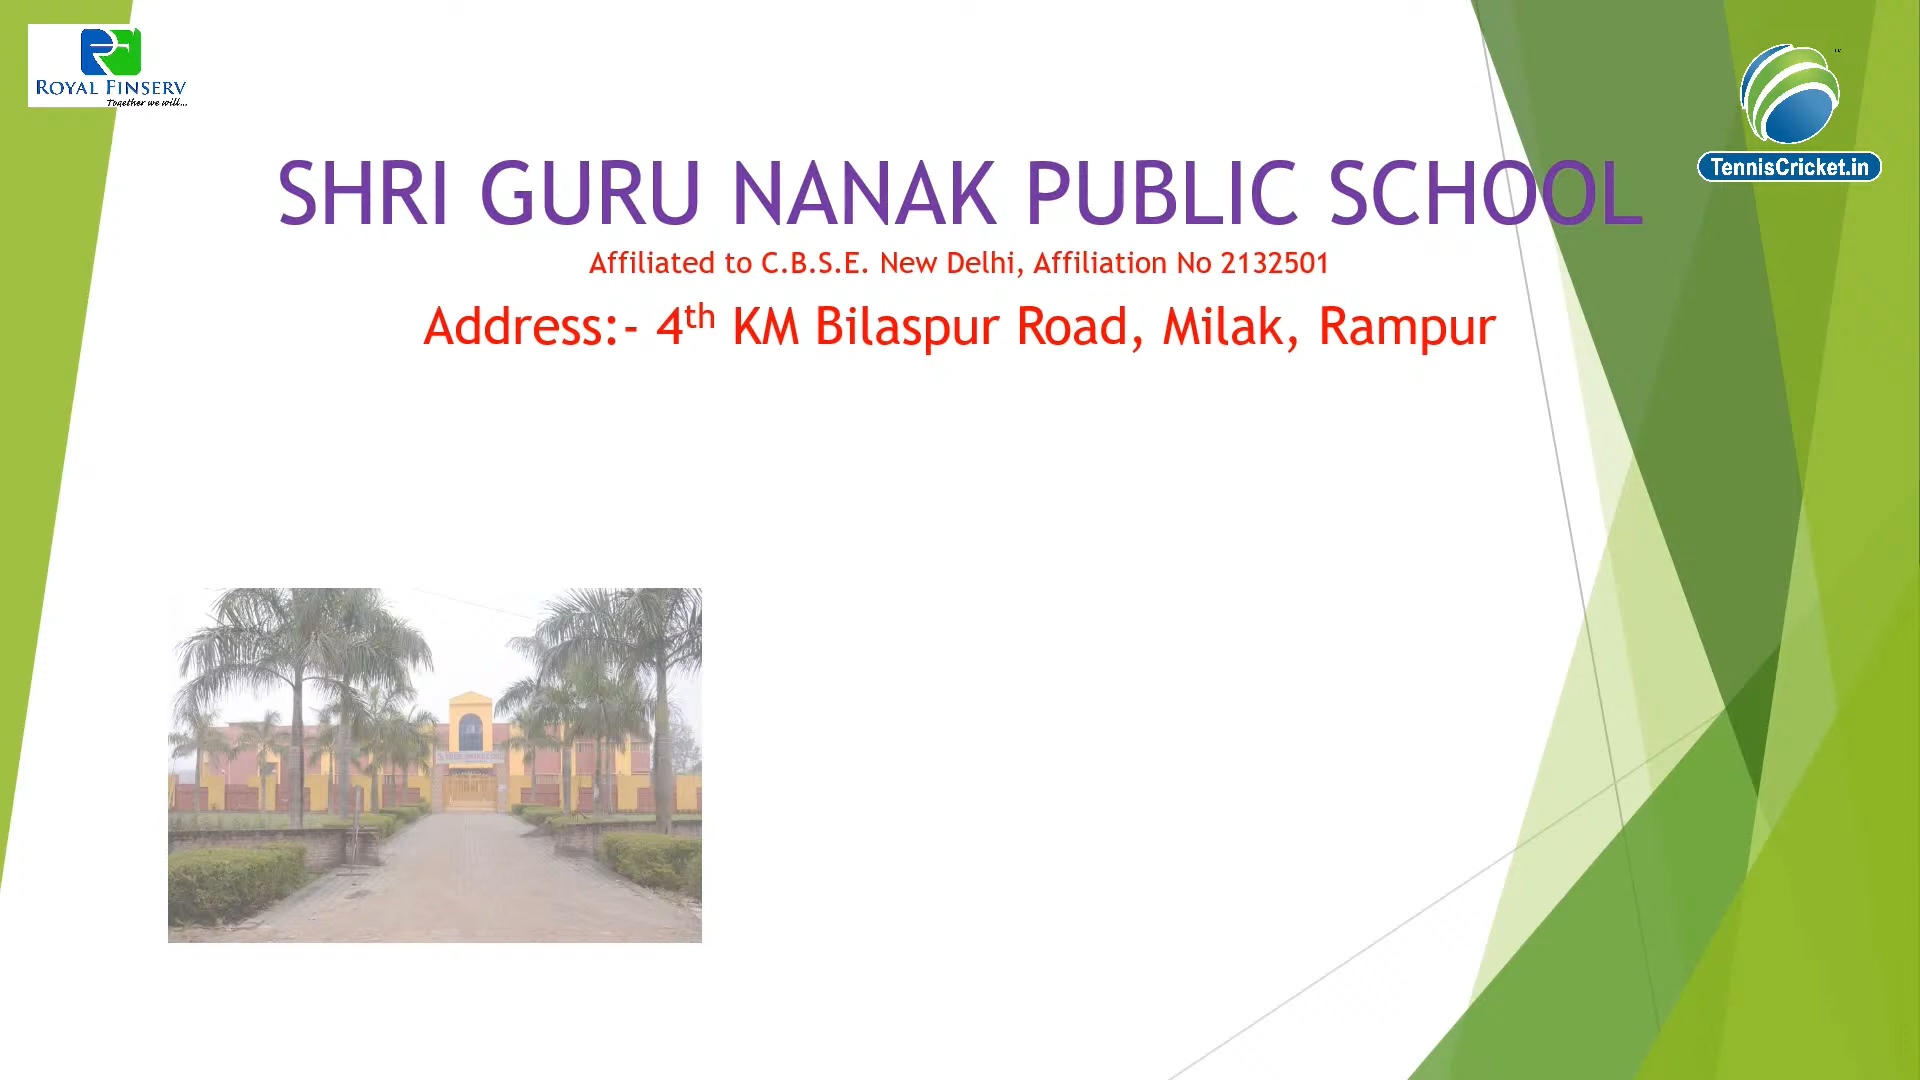 ROYAL FINSERV
Together we will...
TennisCricket.in
SHRI GURU NANAK PUBLIC SCHOOL
Affiliated to C.B.S.E. New Delhi, Affiliation No 2132501
Address:- 4th KM Bilaspur Road, Milak, Rampur